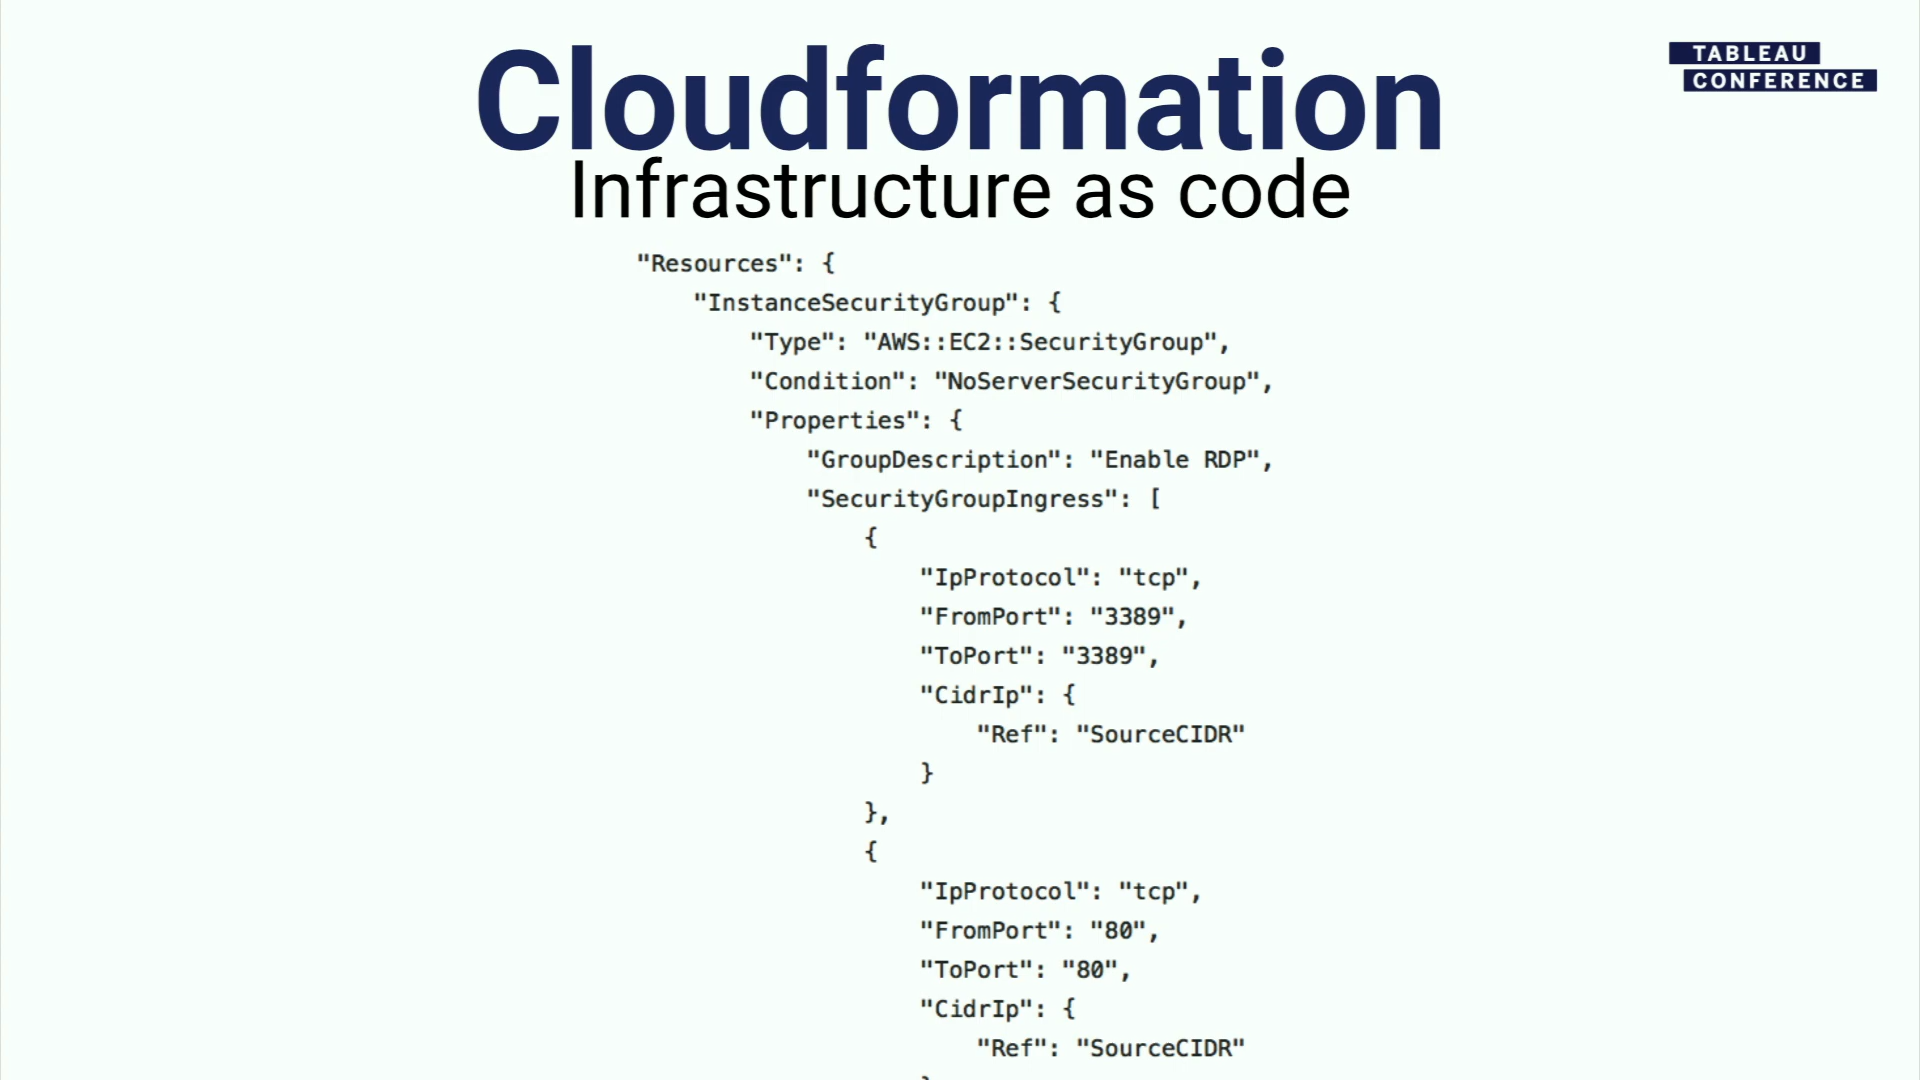 Cloudformation
TABLEAU
CONFERENCE
Infrastructure as code
"Resources": {
"InstanceSecurityGroup": {
"Type": "AWS::EC2::SecurityGroup",
"Condition": "NoServerSecurityGroup",
"Properties": {
"GroupDescription": "Enable RDP",
"SecurityGroupIngress": [
{
"IpProtocol": "tcp",
"FromPort": "3389",
"ToPort": "3389",
"CidrIp": {
"Ref": "SourceCIDR"
}
},
{
"IpProtocol": "tcp",
"FromPort": "80",
"ToPort": "80",
"CidrIp": {
"Ref": "SourceCIDR"